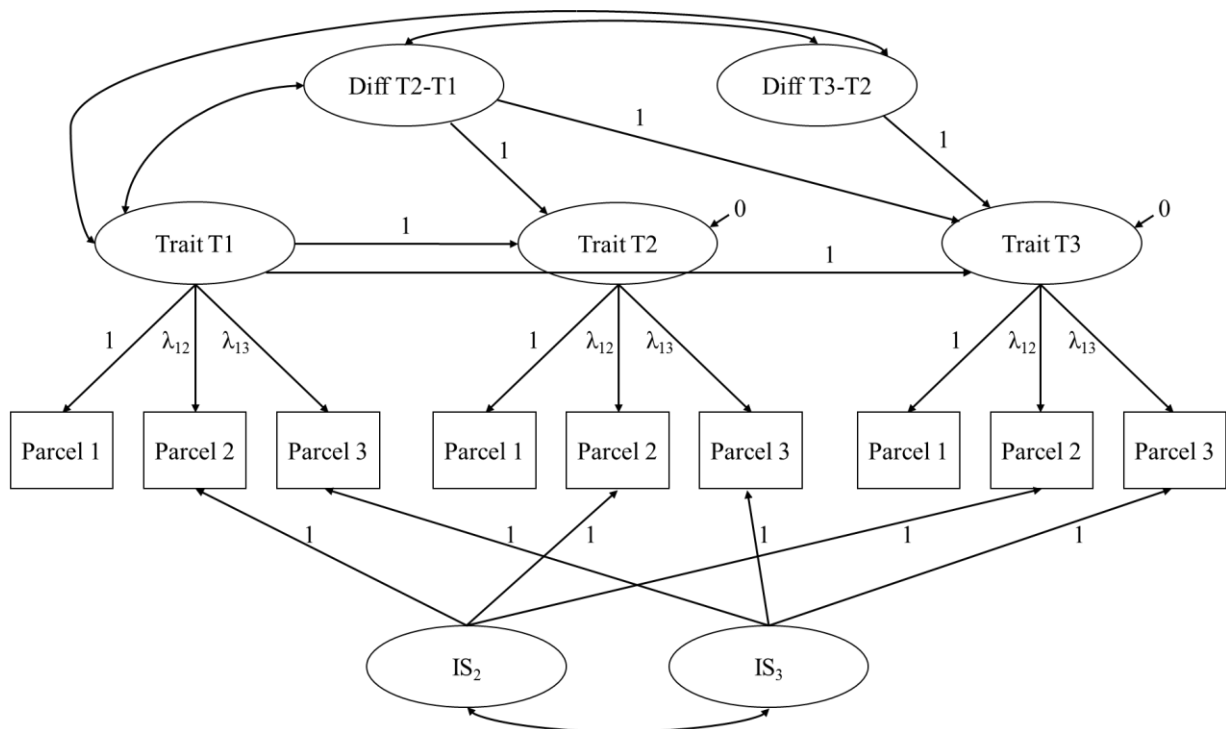 Diff T2-T1
Diff T3-T2
1
1
1
0
0
Trait T1
1
Trait T2
1
Trait T3
1
λ₁₂
λ₁₃
1
λ₁₂
λ₁₃
1
λ₁₂
λ₁₃
Parcel 1
Parcel 2
Parcel 3
Parcel 1
Parcel 2
Parcel 3
Parcel 1
Parcel 2
Parcel 3
1
1
1
1
1
1
IS₂
IS₃